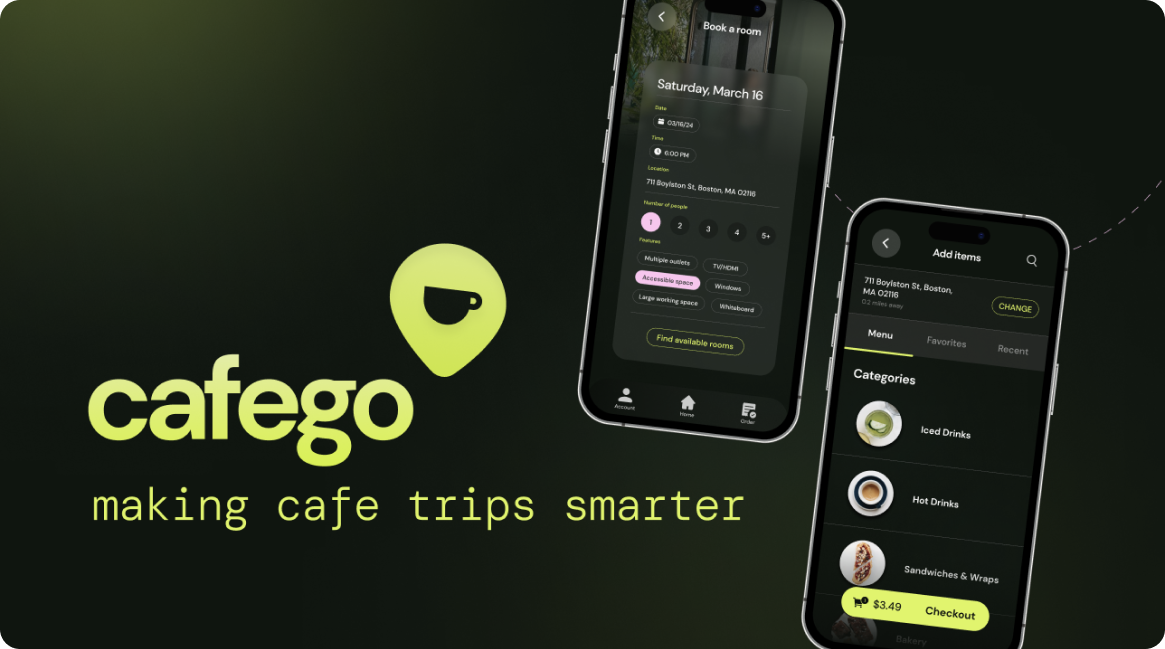 cafego
making cafe trips smarter
Book a room
Saturday, March 16
Date
03/16/24
Time
6:00 PM
Location
711 Boylston St, Boston, MA 02116
Number of people
1 2 3 4 5+
Features
Multiple outlets TV/HDMI
Accessible space Windows
Large working space Whiteboard
Find available rooms
Account Home Order
Add items
711 Boylston St, Boston,
MA 02116
0.2 miles away
CHANGE
Menu Favorites Recent
Categories
Iced Drinks
Hot Drinks
Sandwiches & Wraps
1 $3.49 Checkout
Bakery